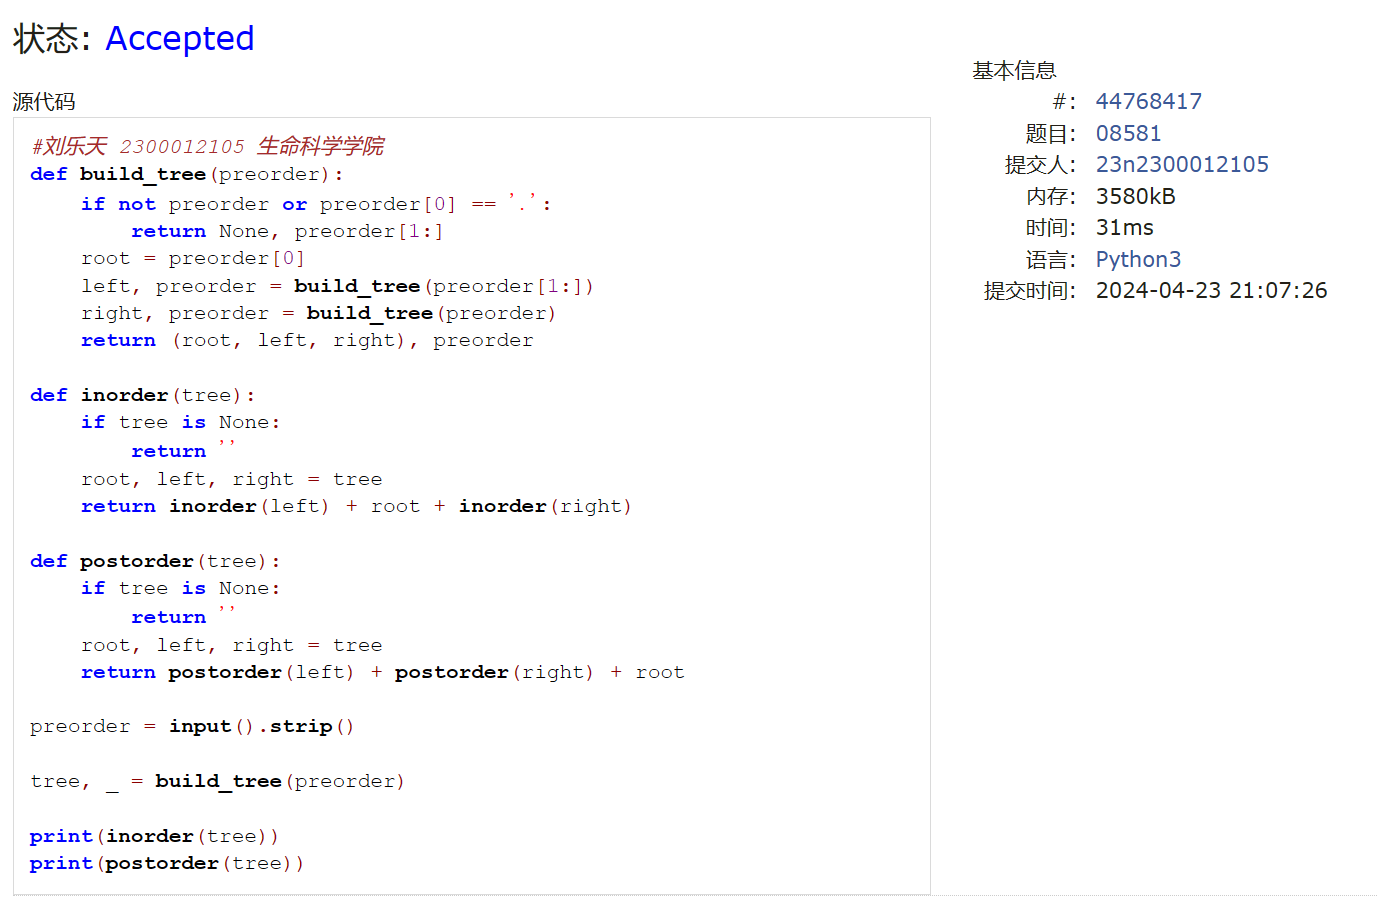 状态: Accepted
源代码
#刘乐天 2300012105 生命科学学院
def build_tree(preorder):
    if not preorder or preorder[0] == '.':
        return None, preorder[1:]
    root = preorder[0]
    left, preorder = build_tree(preorder[1:])
    right, preorder = build_tree(preorder)
    return (root, left, right), preorder

def inorder(tree):
    if tree is None:
        return ''
    root, left, right = tree
    return inorder(left) + root + inorder(right)

def postorder(tree):
    if tree is None:
        return ''
    root, left, right = tree
    return postorder(left) + postorder(right) + root

preorder = input().strip()

tree, _ = build_tree(preorder)

print(inorder(tree))
print(postorder(tree))
基本信息
#: 44768417
题目: 08581
提交人: 23n2300012105
内存: 3580kB
时间: 31ms
语言: Python3
提交时间: 2024-04-23 21:07:26